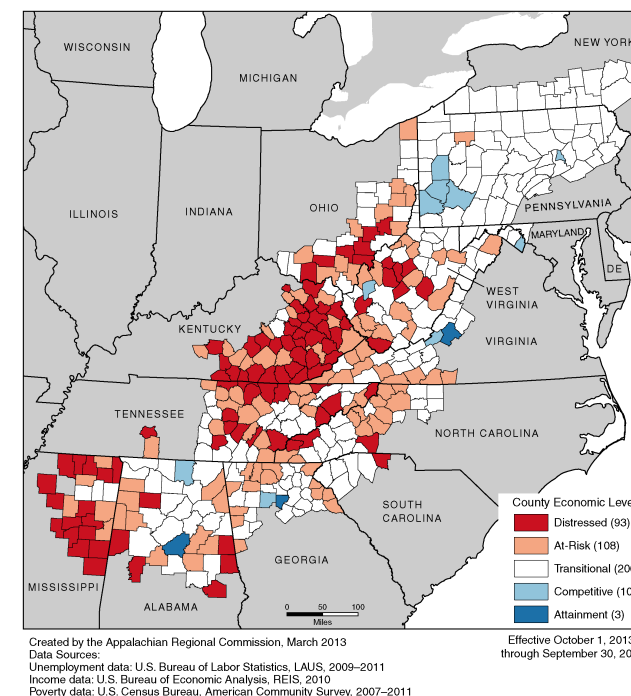 WISCONSIN
MICHIGAN
NEW YORK
ILLINOIS
INDIANA
OHIO
PENNSYLVANIA
MARYLAND
DE
WEST
VIRGINIA
KENTUCKY
VIRGINIA
TENNESSEE
NORTH CAROLINA
SOUTH
CAROLINA
GEORGIA
MISSISSIPPI
ALABAMA
County Economic Leve
Distressed (93)
At-Risk (108)
Transitional (20
Competitive (10
Attainment (3)
0 50 100
Miles
Created by the Appalachian Regional Commission, March 2013
Data Sources:
Unemployment data: U.S. Bureau of Labor Statistics, LAUS, 2009–2011
Income data: U.S. Bureau of Economic Analysis, REIS, 2010
Poverty data: U.S. Census Bureau, American Community Survey, 2007–2011
Effective October 1, 2013
through September 30, 20